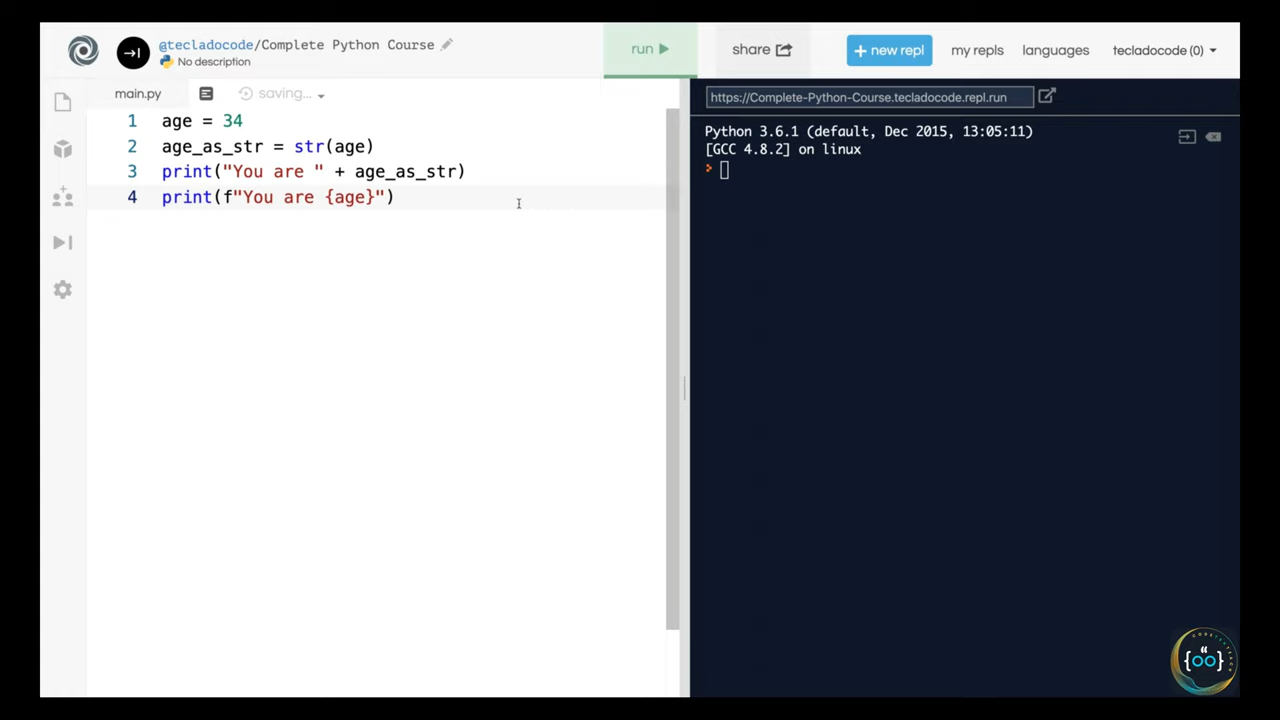 @tecladocode/Complete Python Course
No description
run
share
+ new repl
my repls
languages
tecladocode (0)
main.py
saving...
https://Complete-Python-Course.tecladocode.repl.run
1 age = 34
2 age_as_str = str(age)
3 print("You are " + age_as_str)
4 print(f"You are {age}")
Python 3.6.1 (default, Dec 2015, 13:05:11)
[GCC 4.8.2] on linux